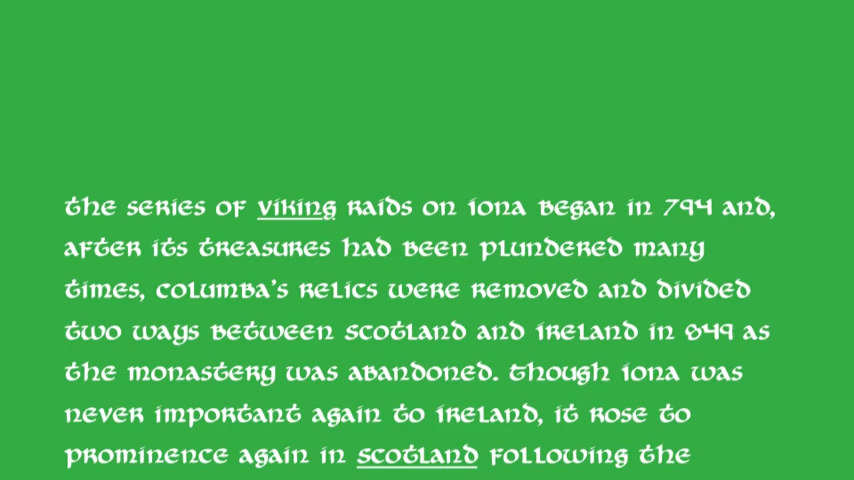 the series of viking raids on iona began in 794 and,
after its treasures had been plundered many
times, columba's relics were removed and divided
two ways between scotland and ireland in 849 as
the monastery was abandoned. though iona was
never important again to ireland, it rose to
prominence again in scotland following the